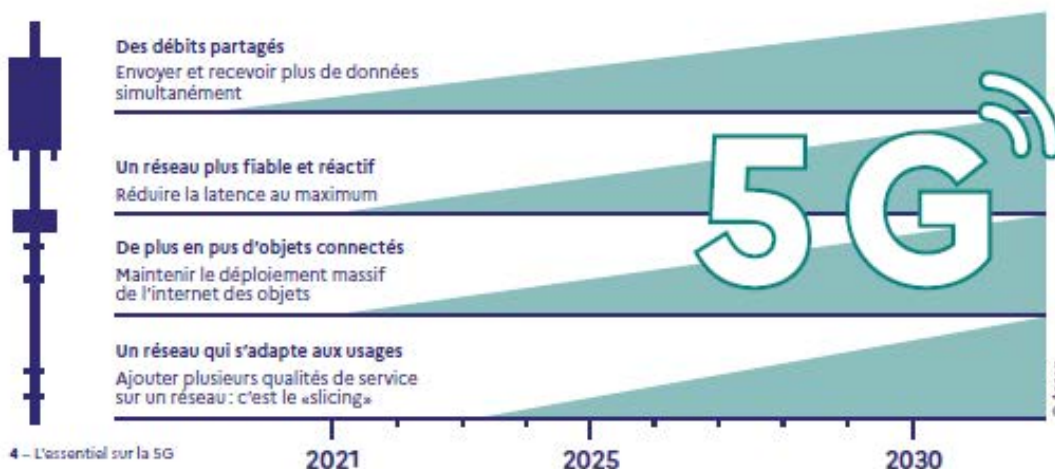 Des débits partagés
Envoyer et recevoir plus de données
simultanément
Un réseau plus fiable et réactif
Réduire la latence au maximum
De plus en pus d'objets connectés
Maintenir le déploiement massif
de l'internet des objets
Un réseau qui s'adapte aux usages
Ajouter plusieurs qualités de service
sur un réseau : c'est le «slicing»
5G
4 – L'essentiel sur la 5G
2021
2025
2030